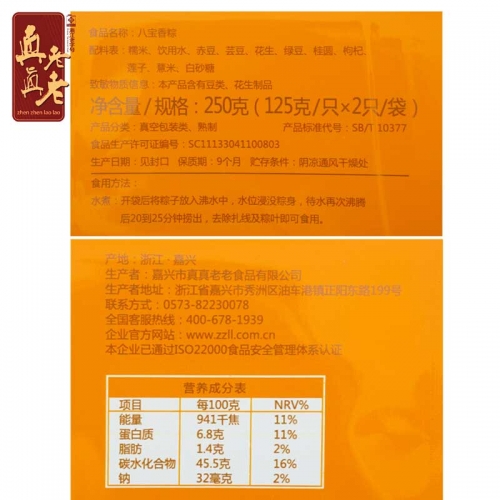 真真老老
zhen zhen lao lao
食品名称：八宝香粽
配料表：糯米、饮用水、赤豆、芸豆、花生、绿豆、桂圆、枸杞、
莲子、薏米、白砂糖
致敏物质信息：本产品含有豆类、花生制品
净含量/规格：250克（125克/只×2只/袋）
产品分类：真空包装类、熟制 产品标准代号：SB/T 10377
食品生产许可证编号：SC11133041100803
生产日期：见封口 保质期：9个月 贮存条件：阴凉通风干燥处
食用方法：
水煮：开袋后将粽子放入沸水中，水位浸没粽身，待水再次沸腾
后20到25分钟捞出，去除扎线及粽叶即可食用。
产地：浙江·嘉兴
生产者：嘉兴市真真老老食品有限公司
生产者地址：浙江省嘉兴市秀洲区油车港镇正阳东路199号
联系方式：0573-82230078
全国客服热线：400-678-1939
企业官方网站：www.zzll.com.cn
本企业已通过ISO22000食品安全管理体系认证
营养成分表
项目 每100克 NRV%
能量 941千焦 11%
蛋白质 6.8克 11%
脂肪 1.4克 2%
碳水化合物 45.5克 16%
钠 32毫克 2%